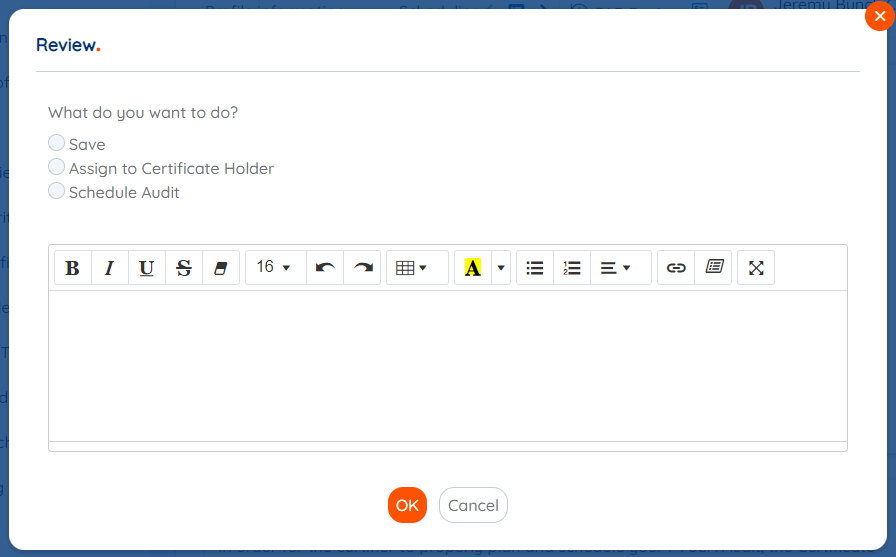 Review.
What do you want to do?
Save
Assign to Certificate Holder
Schedule Audit
B I U S 16 A
OK Cancel